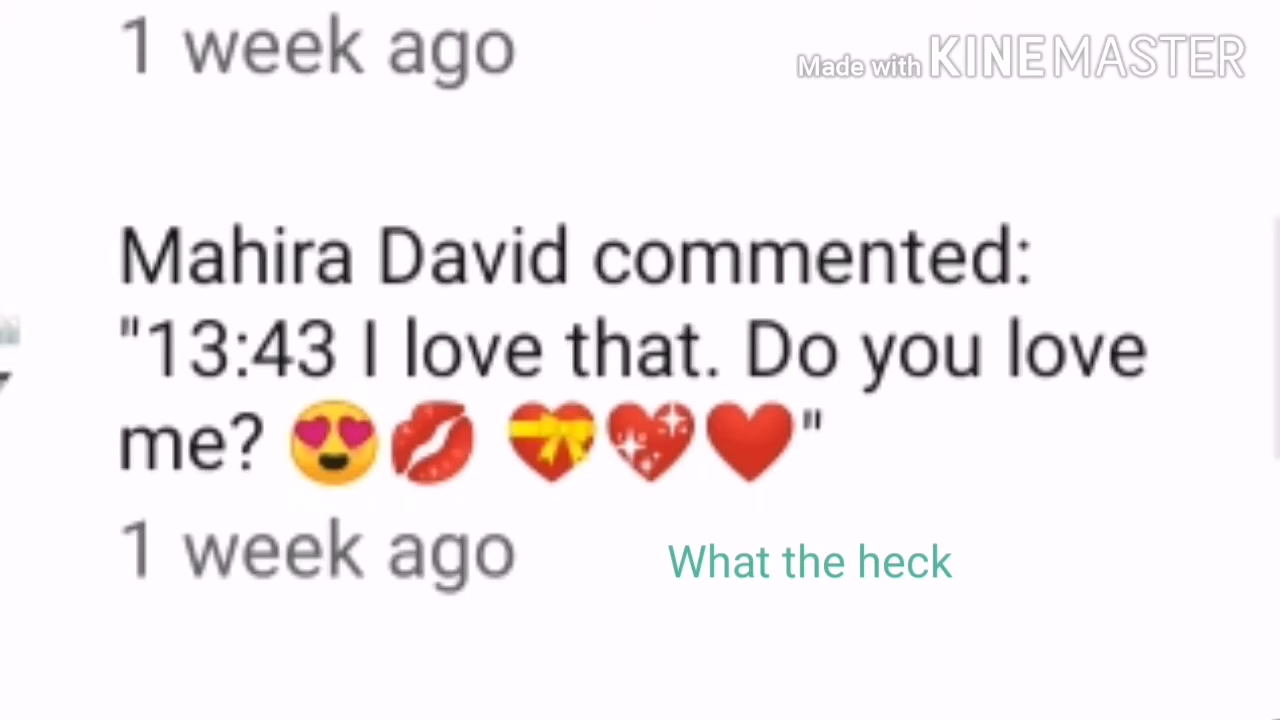 1 week ago
Made with KINEMASTER
Mahira David commented:
"13:43 I love that. Do you love
me? 😍💋 💝💖❤️"
1 week ago
What the heck